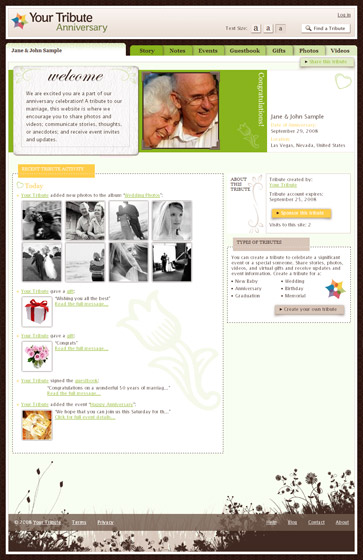 Your Tribute
Anniversary
Log In
Text Size: a a a
Find a Tribute
Jane & John Sample
Story Notes Events Guestbook Gifts Photos Videos
Share this tribute
welcome
We are excited you are a part of our
anniversary celebration! A tribute to our
marriage, this website is where we
encourage you to share photos and
videos; communicate stories, thoughts,
or anecdotes; and receive event invites
and updates.
Congratulations!
Jane & John Sample
September 25, 2008
Las Vegas, Nevada, United States
RECENT TRIBUTE ACTIVITY
Today
Your Tribute added new photos to the album "Wedding Photos":
Your Tribute gave a gift:
"Wishing you all the best"
Read the full message...
Your Tribute gave a gift:
"Congrats"
Read the full message...
Your Tribute signed the guestbook:
"Congratulations on a wonderful 50 years of marriage..."
Read the full message...
Your Tribute added the event "Happy Anniversary":
"We hope that you can join us this Saturday for th..."
Click for full event details...
ABOUT
THIS
TRIBUTE
Tribute created by:
Your Tribute
Tribute account expires:
September 25, 2008
Sponsor this tribute
Visits to this site: 2
TYPES OF TRIBUTES
You can create a tribute to celebrate a significant
event or a special someone. Share stories, photos,
videos, and virtual gifts and receive updates and
event information. Create a tribute for a:
New Baby
Anniversary
Graduation
Wedding
Birthday
Memorial
Create your own tribute
© 2008 Your Tribute Terms Privacy
Help Blog Contact About Us